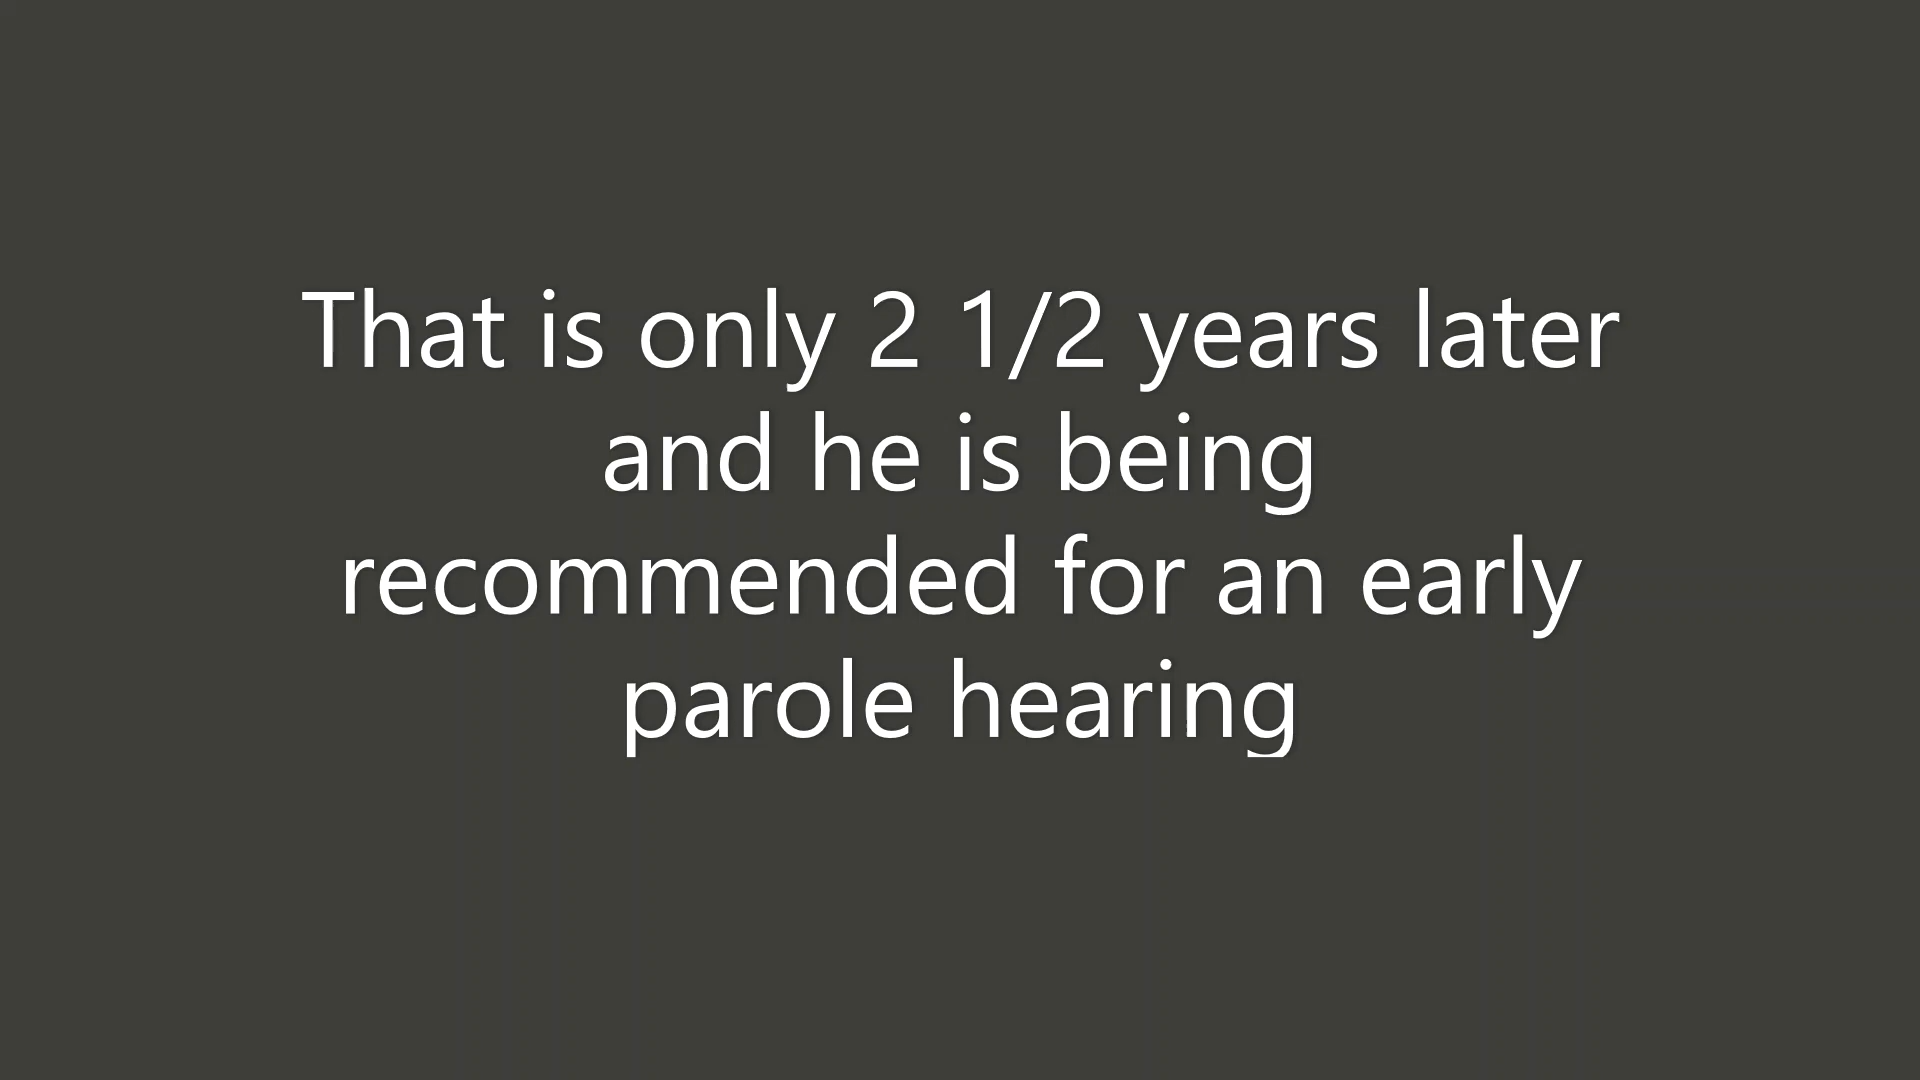 That is only 2 1/2 years later
and he is being
recommended for an early
parole hearing